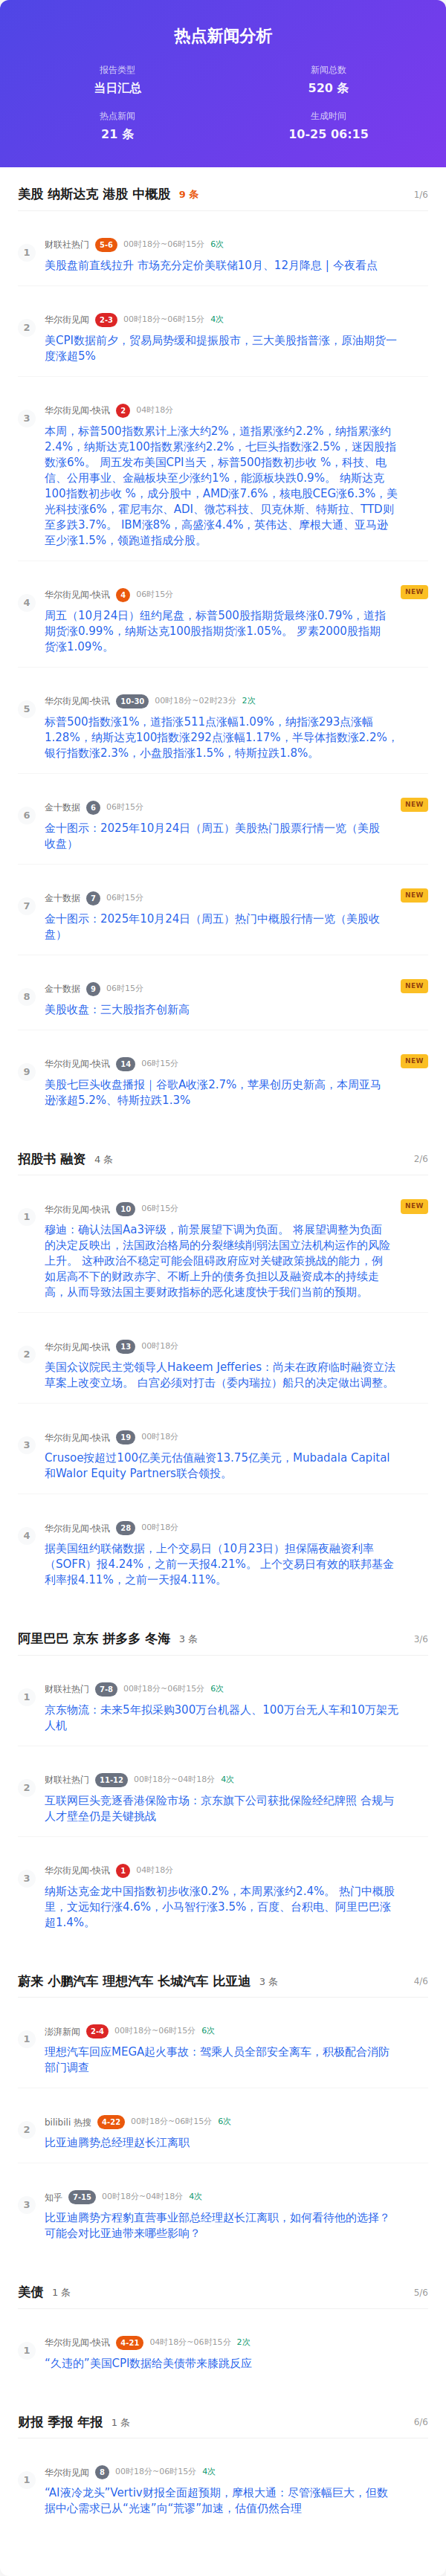 热点新闻分析
报告类型
当日汇总
新闻总数
520 条
热点新闻
21 条
生成时间
10-25 06:15
美股 纳斯达克 港股 中概股 9 条 1/6
1
财联社热门 5-6 00时18分~06时15分 6次
美股盘前直线拉升 市场充分定价美联储10月、12月降息 | 今夜看点
2
华尔街见闻 2-3 00时18分~06时15分 4次
美CPI数据前夕，贸易局势缓和提振股市，三大美股指普涨，原油期货一
度涨超5%
3
华尔街见闻-快讯 2 04时18分
本周，标普500指数累计上涨大约2%，道指累涨约2.2%，纳指累涨约
2.4%，纳斯达克100指数累涨约2.2%，七巨头指数涨2.5%，迷因股指
数涨6%。 周五发布美国CPI当天，标普500指数初步收 %，科技、电
信、公用事业、金融板块至少涨约1%，能源板块跌0.9%。 纳斯达克
100指数初步收 %，成分股中，AMD涨7.6%，核电股CEG涨6.3%，美
光科技涨6%，霍尼韦尔、ADI、微芯科技、贝克休斯、特斯拉、TTD则
至多跌3.7%。 IBM涨8%，高盛涨4.4%，英伟达、摩根大通、亚马逊
至少涨1.5%，领跑道指成分股。
4
华尔街见闻-快讯 4 06时15分 NEW
周五（10月24日）纽约尾盘，标普500股指期货最终涨0.79%，道指
期货涨0.99%，纳斯达克100股指期货涨1.05%。 罗素2000股指期
货涨1.09%。
5
华尔街见闻-快讯 10-30 00时18分~02时23分 2次
标普500指数涨1%，道指涨511点涨幅1.09%，纳指涨293点涨幅
1.28%，纳斯达克100指数涨292点涨幅1.17%，半导体指数涨2.2%，
银行指数涨2.3%，小盘股指涨1.5%，特斯拉跌1.8%。
6
金十数据 6 06时15分 NEW
金十图示：2025年10月24日（周五）美股热门股票行情一览（美股
收盘）
7
金十数据 7 06时15分 NEW
金十图示：2025年10月24日（周五）热门中概股行情一览（美股收
盘）
8
金十数据 9 06时15分 NEW
美股收盘：三大股指齐创新高
9
华尔街见闻-快讯 14 06时15分 NEW
美股七巨头收盘播报｜谷歌A收涨2.7%，苹果创历史新高，本周亚马
逊涨超5.2%、特斯拉跌1.3%
招股书 融资 4 条 2/6
1
华尔街见闻-快讯 10 06时15分 NEW
穆迪：确认法国Aa3评级，前景展望下调为负面。 将展望调整为负面
的决定反映出，法国政治格局的分裂继续削弱法国立法机构运作的风险
上升。 这种政治不稳定可能会阻碍政府应对关键政策挑战的能力，例
如居高不下的财政赤字、不断上升的债务负担以及融资成本的持续走
高，从而导致法国主要财政指标的恶化速度快于我们当前的预期。
2
华尔街见闻-快讯 13 00时18分
美国众议院民主党领导人Hakeem Jefferies：尚未在政府临时融资立法
草案上改变立场。 白宫必须对打击（委内瑞拉）船只的决定做出调整。
3
华尔街见闻-快讯 19 00时18分
Crusoe按超过100亿美元估值融资13.75亿美元，Mubadala Capital
和Walor Equity Partners联合领投。
4
华尔街见闻-快讯 28 00时18分
据美国纽约联储数据，上个交易日（10月23日）担保隔夜融资利率
（SOFR）报4.24%，之前一天报4.21%。 上个交易日有效的联邦基金
利率报4.11%，之前一天报4.11%。
阿里巴巴 京东 拼多多 冬海 3 条 3/6
1
财联社热门 7-8 00时18分~06时15分 6次
京东物流：未来5年拟采购300万台机器人、100万台无人车和10万架无
人机
2
财联社热门 11-12 00时18分~04时18分 4次
互联网巨头竞逐香港保险市场：京东旗下公司获批保险经纪牌照 合规与
人才壁垒仍是关键挑战
3
华尔街见闻-快讯 1 04时18分
纳斯达克金龙中国指数初步收涨0.2%，本周累涨约2.4%。 热门中概股
里，文远知行涨4.6%，小马智行涨3.5%，百度、台积电、阿里巴巴涨
超1.4%。
蔚来 小鹏汽车 理想汽车 长城汽车 比亚迪 3 条 4/6
1
澎湃新闻 2-4 00时18分~06时15分 6次
理想汽车回应MEGA起火事故：驾乘人员全部安全离车，积极配合消防
部门调查
2
bilibili 热搜 4-22 00时18分~06时15分 6次
比亚迪腾势总经理赵长江离职
3
知乎 7-15 00时18分~04时18分 4次
比亚迪腾势方程豹直营事业部总经理赵长江离职，如何看待他的选择？
可能会对比亚迪带来哪些影响？
美债 1 条 5/6
1
华尔街见闻-快讯 4-21 04时18分~06时15分 2次
“久违的”美国CPI数据给美债带来膝跳反应
财报 季报 年报 1 条 6/6
1
华尔街见闻 8 00时18分~06时15分 4次
“AI液冷龙头”Vertiv财报全面超预期，摩根大通：尽管涨幅巨大，但数
据中心需求已从“光速”向“荒谬”加速，估值仍然合理